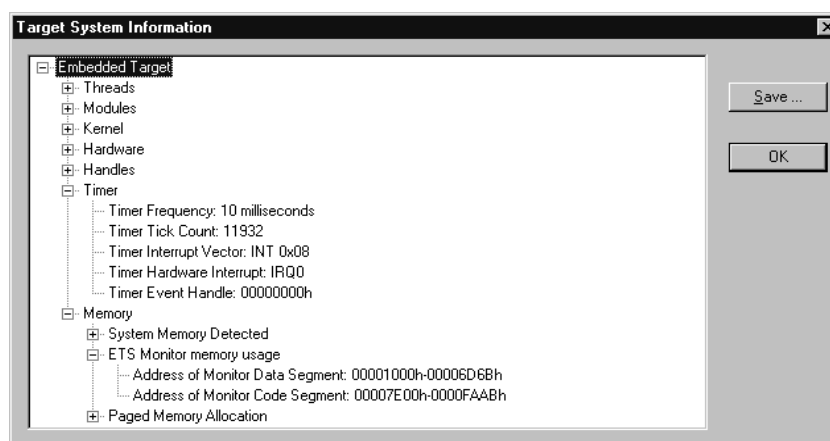 Target System Information
Embedded Target
Threads
Modules
Kernel
Hardware
Handles
Timer
Timer Frequency: 10 milliseconds
Timer Tick Count: 11932
Timer Interrupt Vector: INT 0x08
Timer Hardware Interrupt: IRQ0
Timer Event Handle: 00000000h
Memory
System Memory Detected
ETS Monitor memory usage
Address of Monitor Data Segment: 00001000h-00006D6Bh
Address of Monitor Code Segment: 00007E00h-0000FAABh
Paged Memory Allocation
Save ...
OK